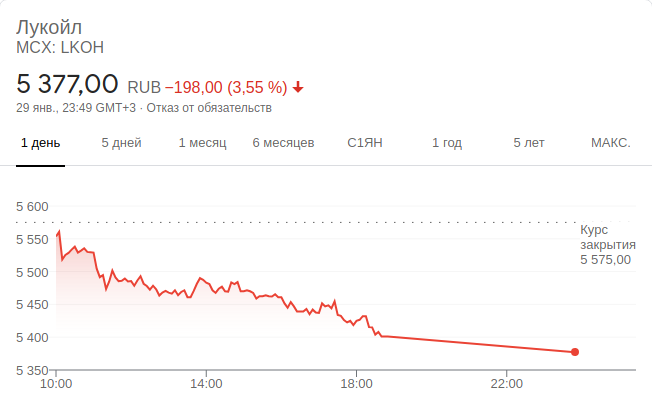 Лукойл
MCX: LKOH
5 377,00 RUB −198,00 (3,55 %)
29 янв., 23:49 GMT+3 · Отказ от обязательств
1 день 5 дней 1 месяц 6 месяцев С1ЯН 1 год 5 лет МАКС.
5 600
Курс
закрытия
5 575,00
5 550
5 500
5 450
5 400
5 350
10:00 14:00 18:00 22:00